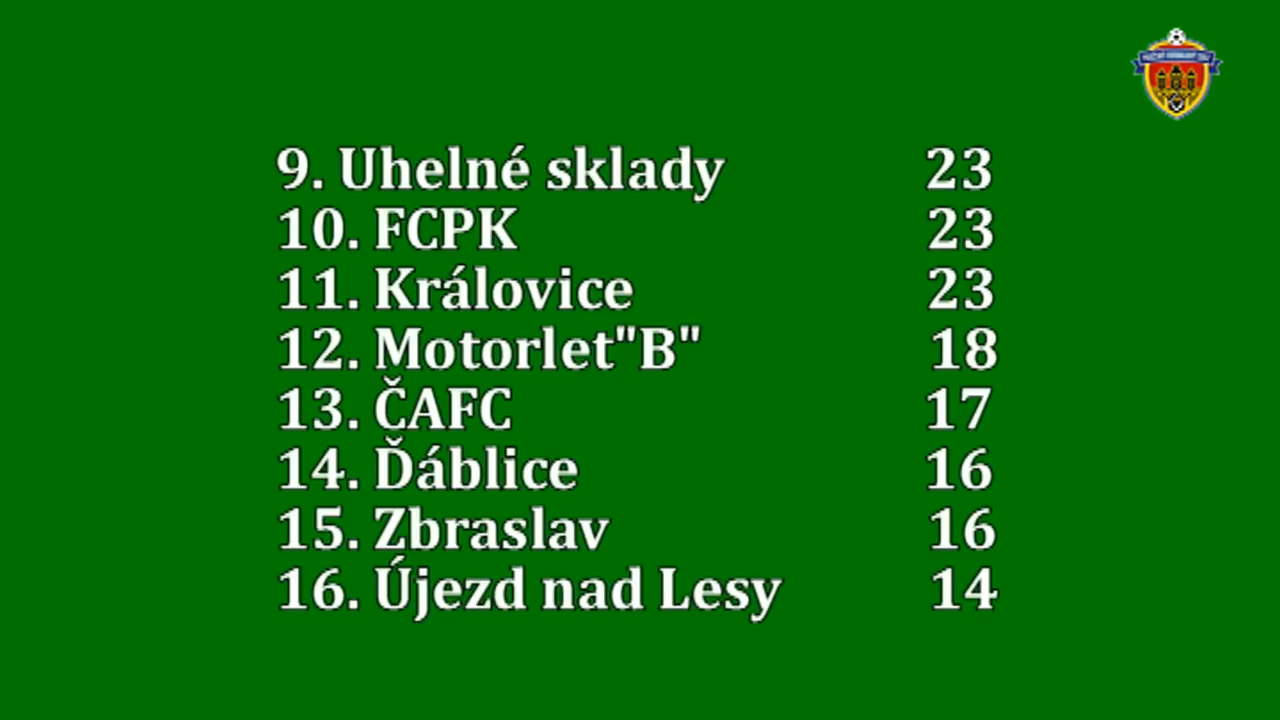 9. Uhelné sklady 23
10. FCPK 23
11. Královice 23
12. Motorlet"B" 18
13. ČAFC 17
14. Ďáblice 16
15. Zbraslav 16
16. Újezd nad Lesy 14